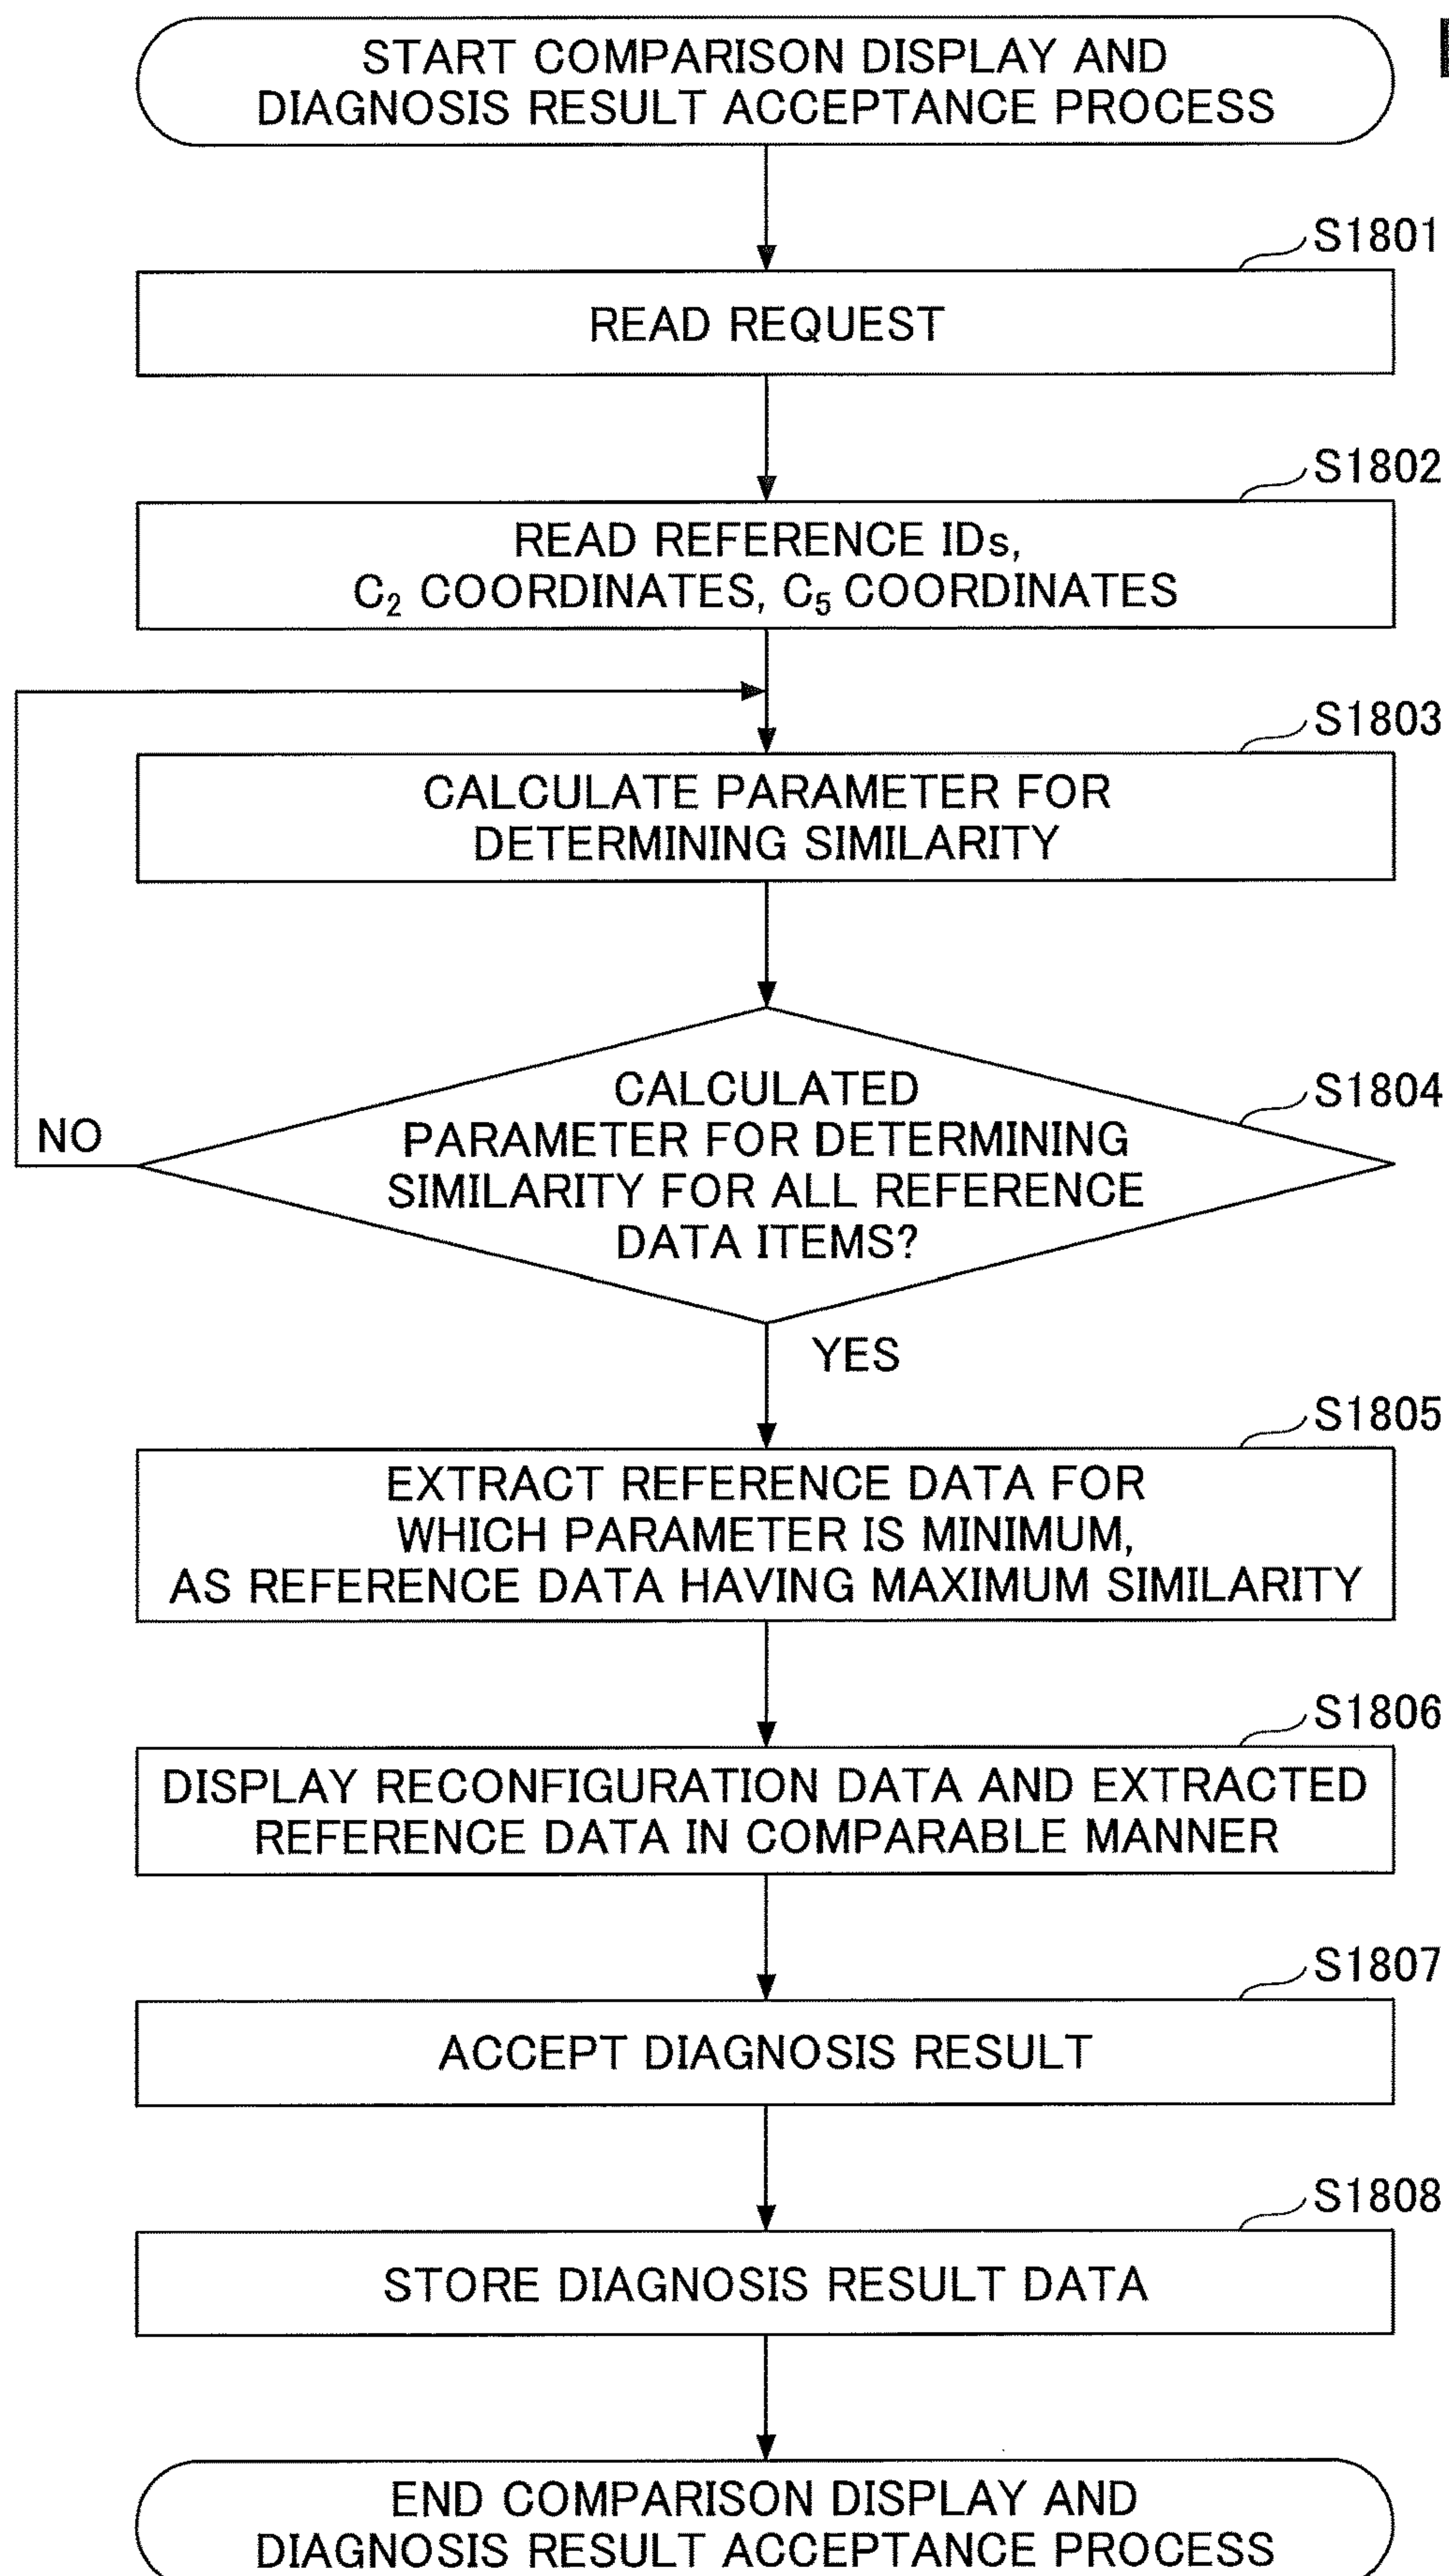 START COMPARISON DISPLAY AND
DIAGNOSIS RESULT ACCEPTANCE PROCESS
S1801
READ REQUEST
S1802
READ REFERENCE IDs,
C₂ COORDINATES, C₅ COORDINATES
S1803
CALCULATE PARAMETER FOR
DETERMINING SIMILARITY
S1804
CALCULATED
PARAMETER FOR DETERMINING
SIMILARITY FOR ALL REFERENCE
DATA ITEMS?
NO
YES
S1805
EXTRACT REFERENCE DATA FOR
WHICH PARAMETER IS MINIMUM,
AS REFERENCE DATA HAVING MAXIMUM SIMILARITY
S1806
DISPLAY RECONFIGURATION DATA AND EXTRACTED
REFERENCE DATA IN COMPARABLE MANNER
S1807
ACCEPT DIAGNOSIS RESULT
S1808
STORE DIAGNOSIS RESULT DATA
END COMPARISON DISPLAY AND
DIAGNOSIS RESULT ACCEPTANCE PROCESS